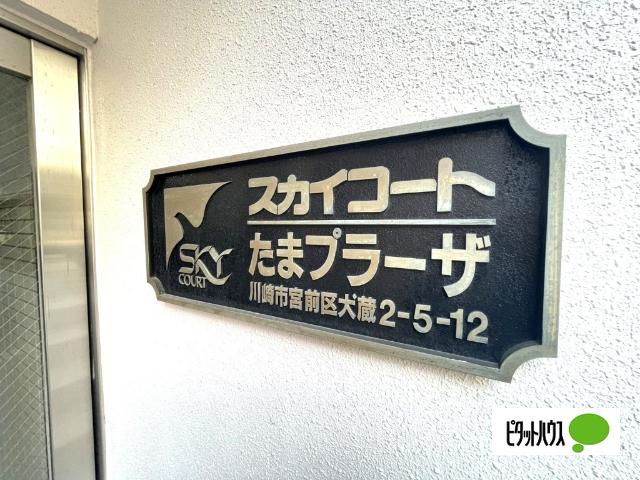 スカイコート
たまプラーザ
川崎市宮前区犬蔵2-5-12
SKY
COURT
ピタットハウス